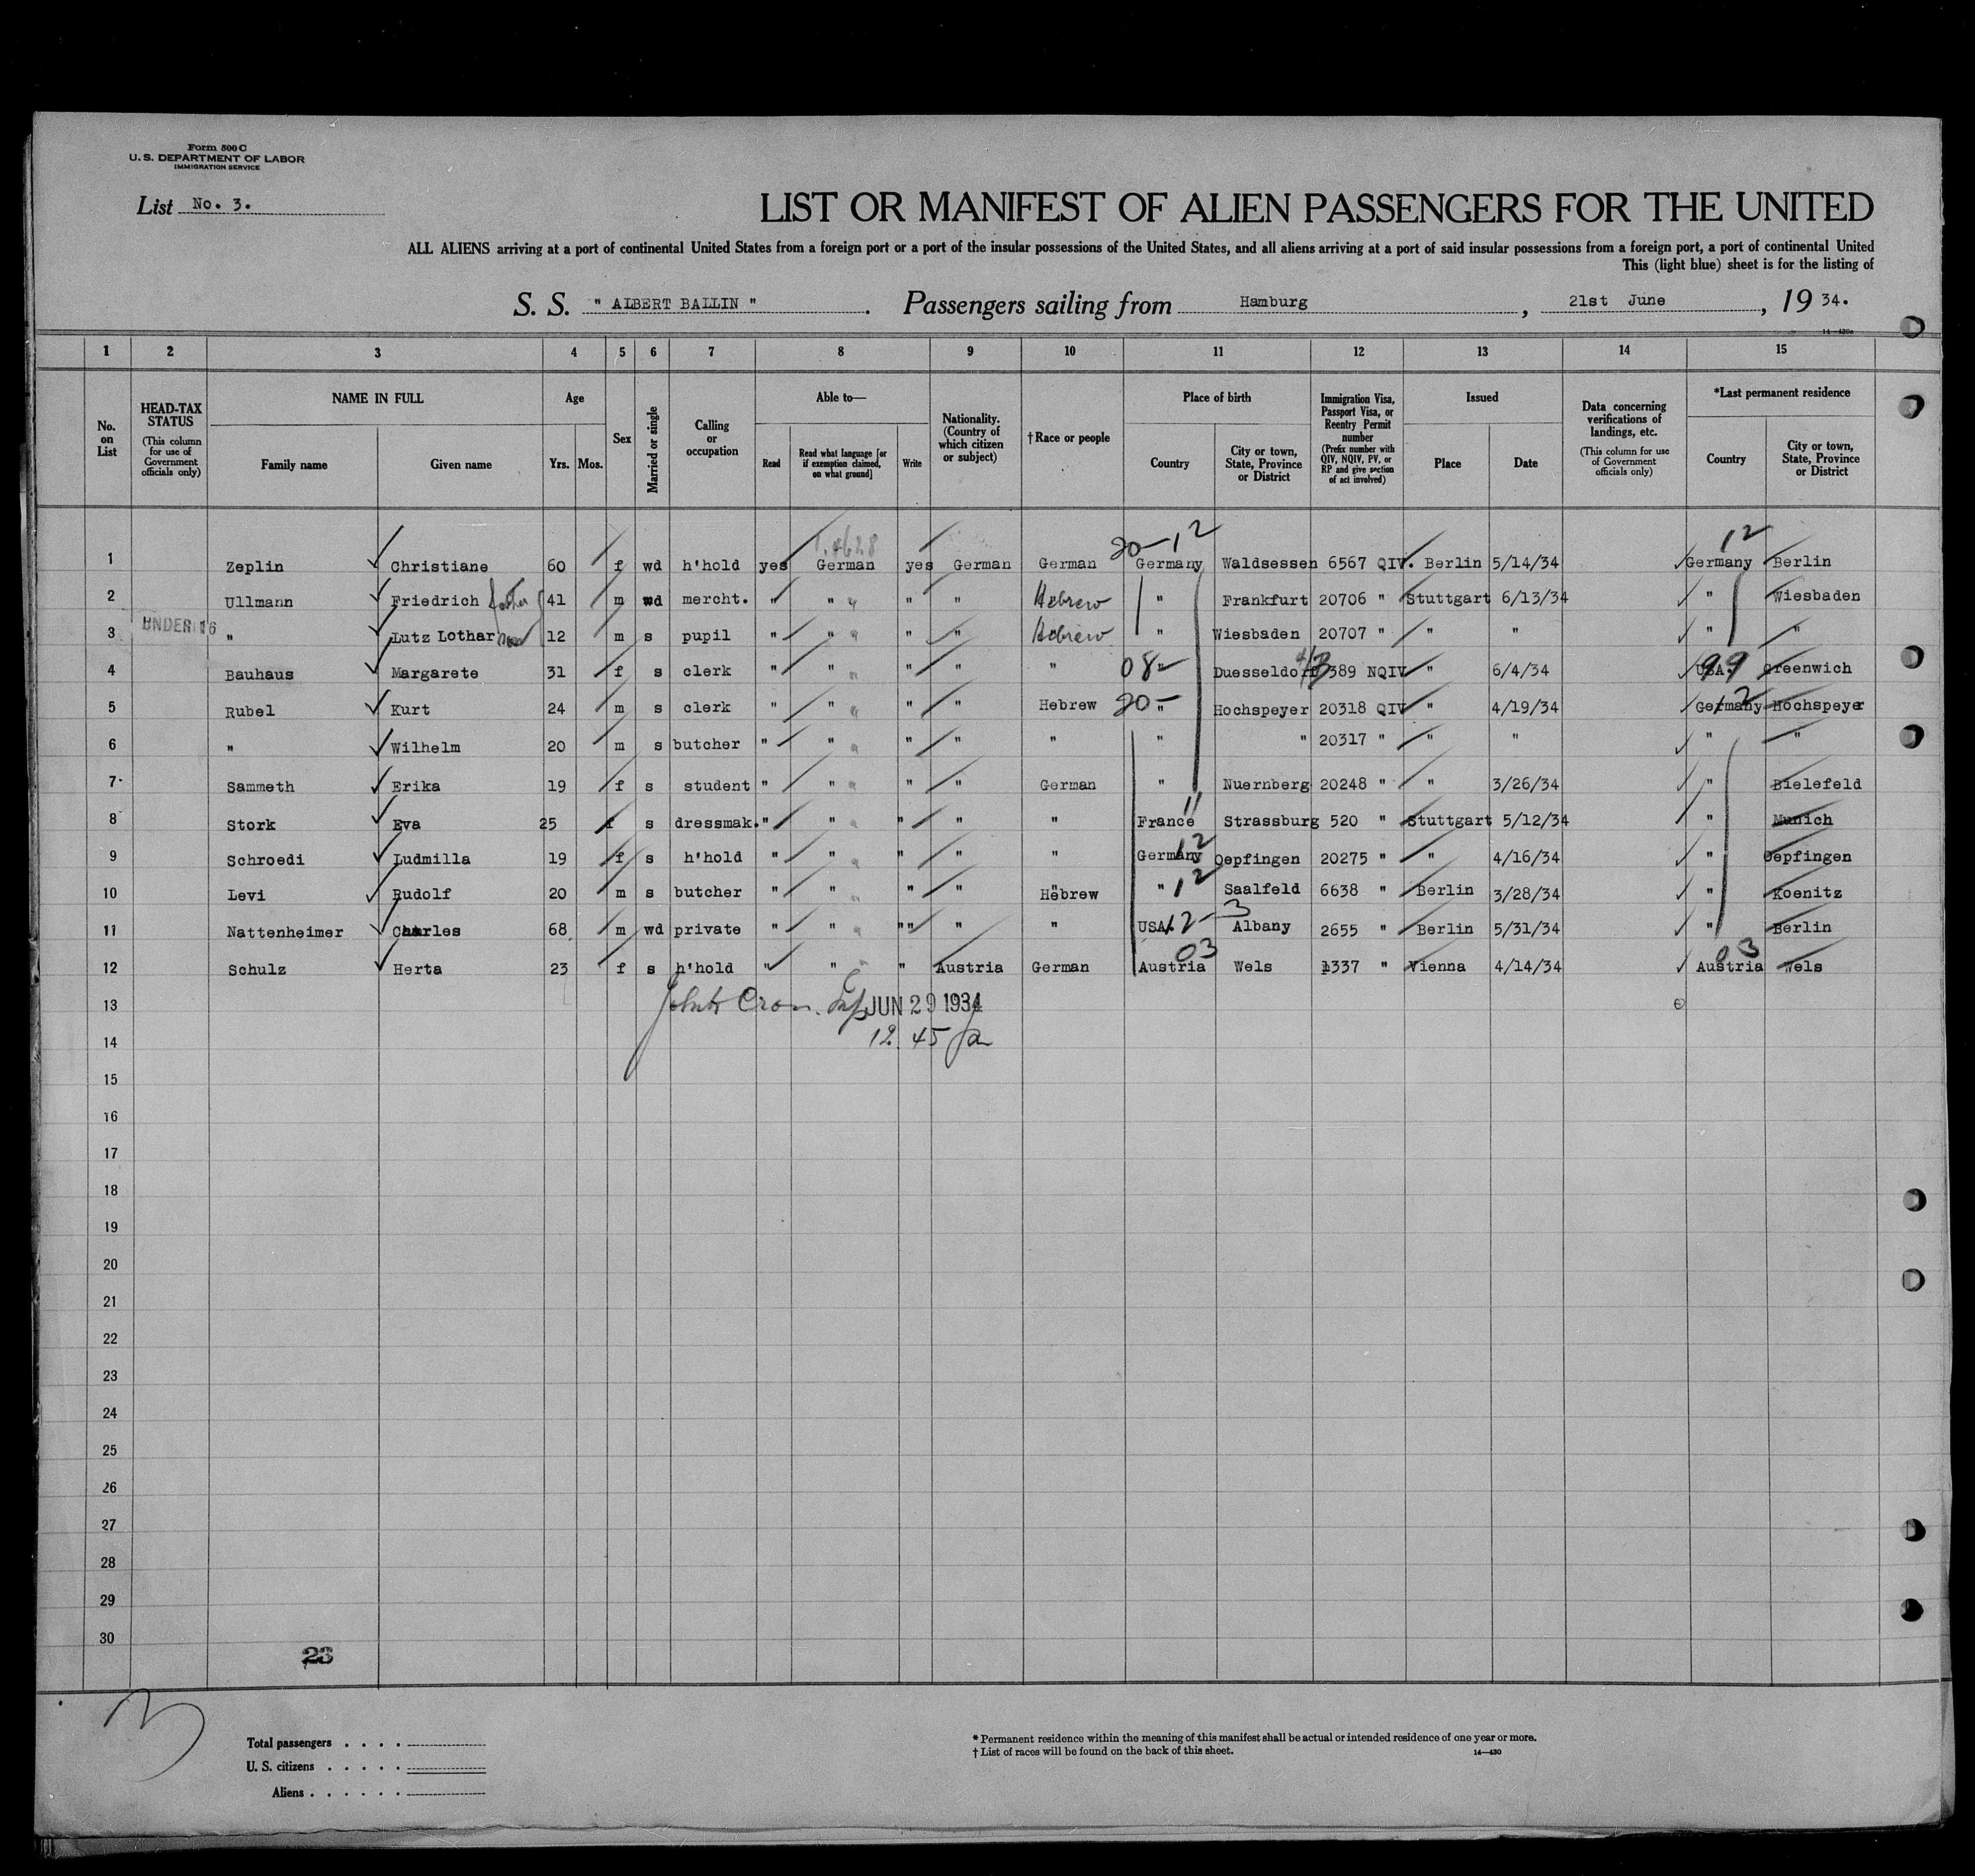 Form 500 C
U. S. DEPARTMENT OF LABOR
IMMIGRATION SERVICE
List No. 3.
LIST OR MANIFEST OF ALIEN PASSENGERS FOR THE UNITED
ALL ALIENS arriving at a port of continental United States from a foreign port or a port of the insular possessions of the United States, and all aliens arriving at a port of said insular possessions from a foreign port, a port of continental United
This (light blue) sheet is for the listing of
S. S. " ALBERT BALLIN " . Passengers sailing from Hamburg , 21st June , 19 34.
1 2 3 4 5 6 7 8 9 10 11 12 13 14 15
No. on List
HEAD-TAX STATUS (This column for use of Government officials only)
NAME IN FULL Family name Given name
Age Yrs. Mos.
Sex
Married or single
Calling or occupation
Able to— Read Read what language [or if exemption claimed, on what ground] Write
Nationality. (Country of which citizen or subject)
†Race or people
Place of birth Country City or town, State, Province or District
Immigration Visa, Passport Visa, or Reentry Permit number (Prefix number with QIV, NQIV, PV, or RP and give section of act involved)
Issued Place Date
Data concerning verifications of landings, etc. (This column for use of Government officials only)
*Last permanent residence Country City or town, State, Province or District
20-12 12
1 Zeplin Christiane 60 f wd h'hold yes German yes German German Germany Waldsessen 6567 QIV. Berlin 5/14/34 Germany Berlin
2 Ullmann Friedrich father 41 m wd mercht. " " " " Hebrew " Frankfurt 20706 " Stuttgart 6/13/34 " Wiesbaden
UNDER 16
3 " Lutz Lothar 12 m s pupil " " " " Hebrew " Wiesbaden 20707 " " " " "
4 Bauhaus Margarete 31 f s clerk " " " " " 08- " Duesseldorf 389 NQIV " 6/4/34 USA. 99 Greenwich
5 Rubel Kurt 24 m s clerk " " " " Hebrew 20- " Hochspeyer 20318 QIV " 4/19/34 Germany 12 Hochspeyer
6 " Wilhelm 20 m s butcher " " " " " " " 20317 " " " " "
7 Sammeth Erika 19 f s student " " " " German " Nuernberg 20248 " " 3/26/34 " Bielefeld
8 Stork Eva 25 f s dressmak. " " " " " France 11 Strassburg 520 " Stuttgart 5/12/34 " Munich
9 Schroedi Ludmilla 19 f s h'hold " " " " " Germany 12 Oepfingen 20275 " " 4/16/34 " Oepfingen
10 Levi Rudolf 20 m s butcher " " " " Hebrew " 12 Saalfeld 6638 " Berlin 3/28/34 " Koenitz
11 Nattenheimer Charles 68 m wd private " " "" " " USA. 12-3 Albany 2655 " Berlin 5/31/34 " Berlin
12 Schulz Herta 23 f s h'hold " " " Austria German Austria 03 Wels 1337 " Vienna 4/14/34 Austria 03 Wels
13 JUN 29 1934
14 12.45
15
16
17
18
19
20
21
22
23
24
25
26
27
28
29
30
23
3
Total passengers . . . .
U. S. citizens . . . . .
Aliens . . . . . .
* Permanent residence within the meaning of this manifest shall be actual or intended residence of one year or more.
† List of races will be found on the back of this sheet.
14—430